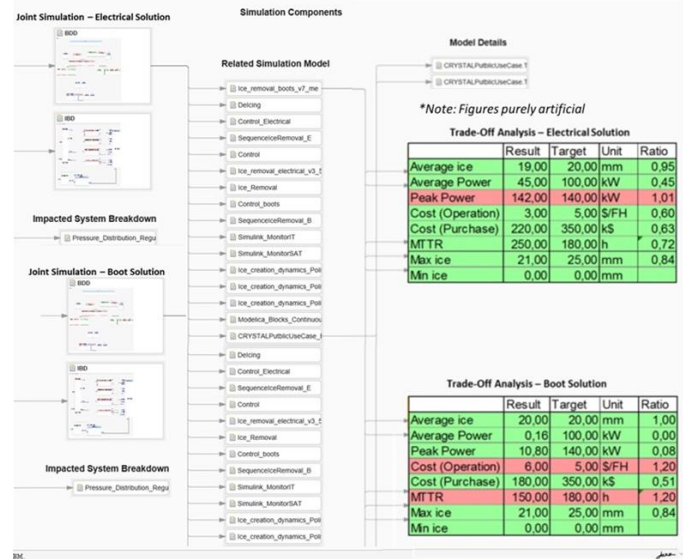 Simulation Components
Joint Simulation – Electrical Solution
BDD
IBD
Impacted System Breakdown
Pressure_Distribution_Regu
Joint Simulation – Boot Solution
BDD
IBD
Impacted System Breakdown
Pressure_Distribution_Regu
Related Simulation Model
Ice_removal_boots_v7_me
Deicing
Control_Electrical
SequenceIceRemoval_E
Control
Ice_removal_electrical_v3_5
Ice_Removal
Control_boots
SequenceIceRemoval_B
Simulink_MonitorIT
Simulink_MonitorSAT
Ice_creation_dynamics_Poli
Ice_creation_dynamics_Poli
Ice_creation_dynamics_Poli
Modelica_Blocks_Continuou
CRYSTALPutblicUseCase_I
Deicing
Control_Electrical
SequenceIceRemoval_E
Control
Ice_removal_electrical_v3_5
Ice_Removal
Control_boots
SequenceIceRemoval_B
Simulink_MonitorIT
Simulink_MonitorSAT
Ice_creation_dynamics_Poli
Ice_creation_dynamics_Poli
Model Details
CRYSTALPutblicUseCase.T
CRYSTALPutblicUseCase.T
*Note: Figures purely artificial
Trade-Off Analysis – Electrical Solution
Result Target Unit Ratio
Average ice 19,00 20,00 mm 0,95
Average Power 45,00 100,00 kW 0,45
Peak Power 142,00 140,00 kW 1,01
Cost (Operation) 3,00 5,00 $/FH 0,60
Cost (Purchase) 220,00 350,00 k$ 0,63
MTTR 250,00 180,00 h 0,72
Max ice 21,00 25,00 mm 0,84
Min ice 0,00 0,00 mm
Trade-Off Analysis – Boot Solution
Result Target Unit Ratio
Average ice 20,00 20,00 mm 1,00
Average Power 0,16 100,00 kW 0,00
Peak Power 10,80 140,00 kW 0,08
Cost (Operation) 6,00 5,00 $/FH 1,20
Cost (Purchase) 180,00 350,00 k$ 0,51
MTTR 150,00 180,00 h 1,20
Max ice 21,00 25,00 mm 0,84
Min ice 0,00 0,00 mm